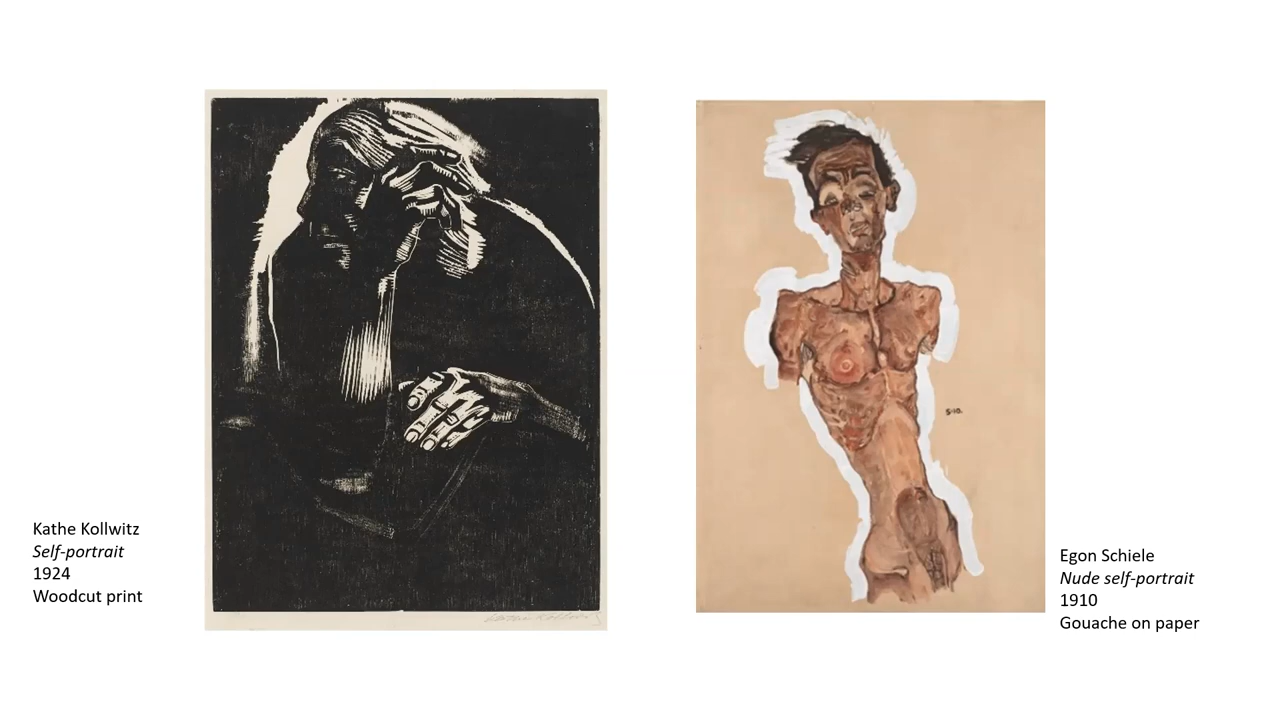 Kathe Kollwitz
Self-portrait
1924
Woodcut print
Egon Schiele
Nude self-portrait
1910
Gouache on paper